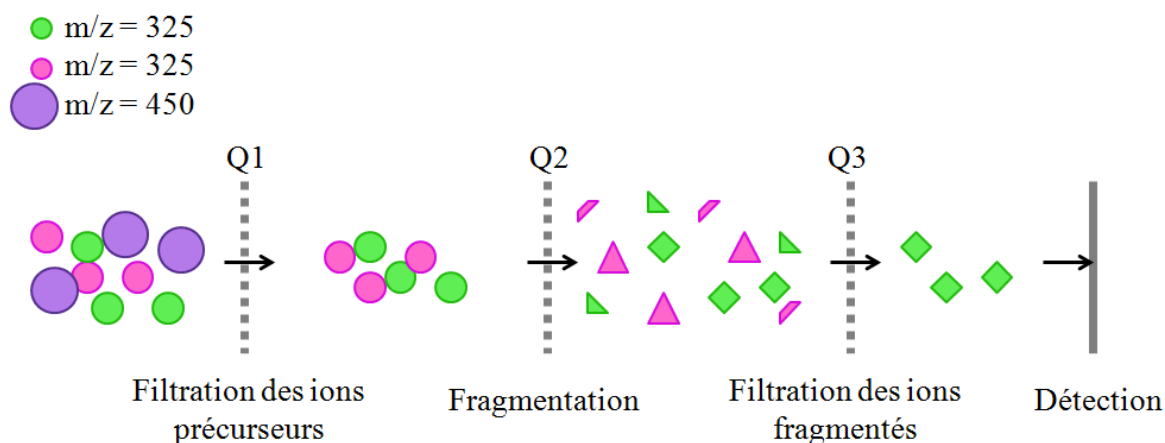 m/z = 325
m/z = 325
m/z = 450
Q1
Q2
Q3
Filtration des ions
précurseurs
Fragmentation
Filtration des ions
fragmentés
Détection